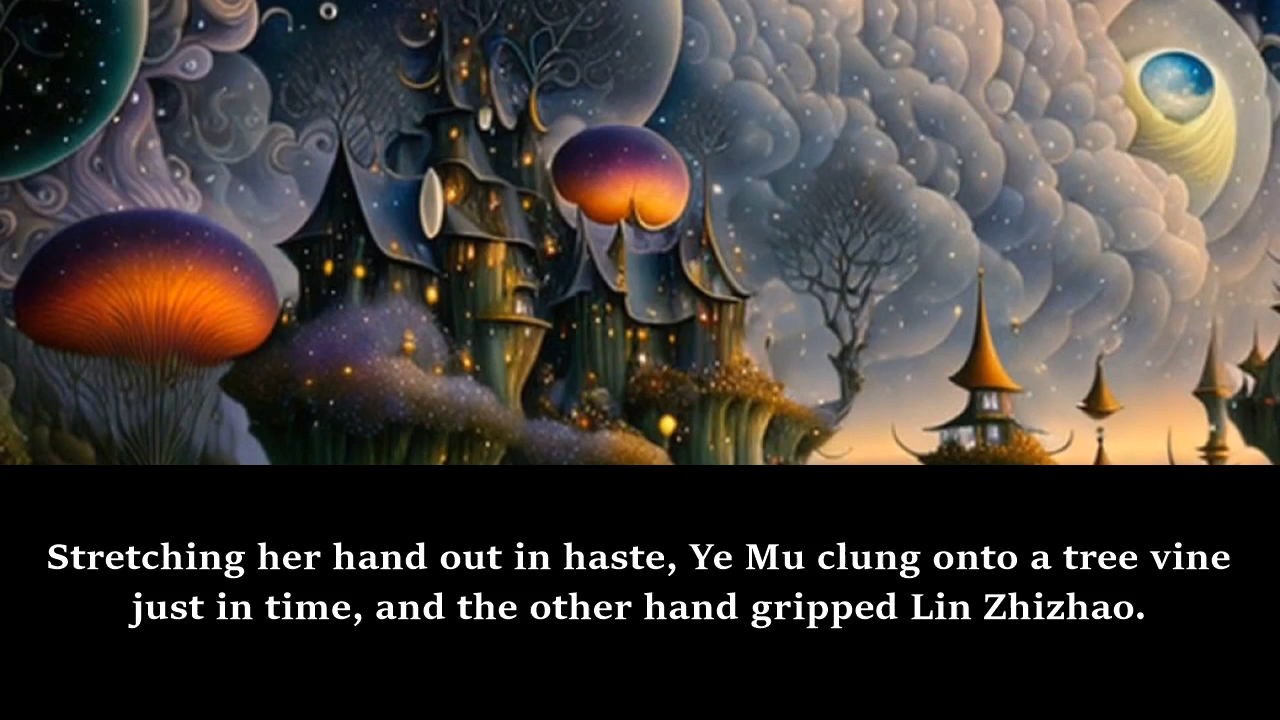 Stretching her hand out in haste, Ye Mu clung onto a tree vine
just in time, and the other hand gripped Lin Zhizhao.